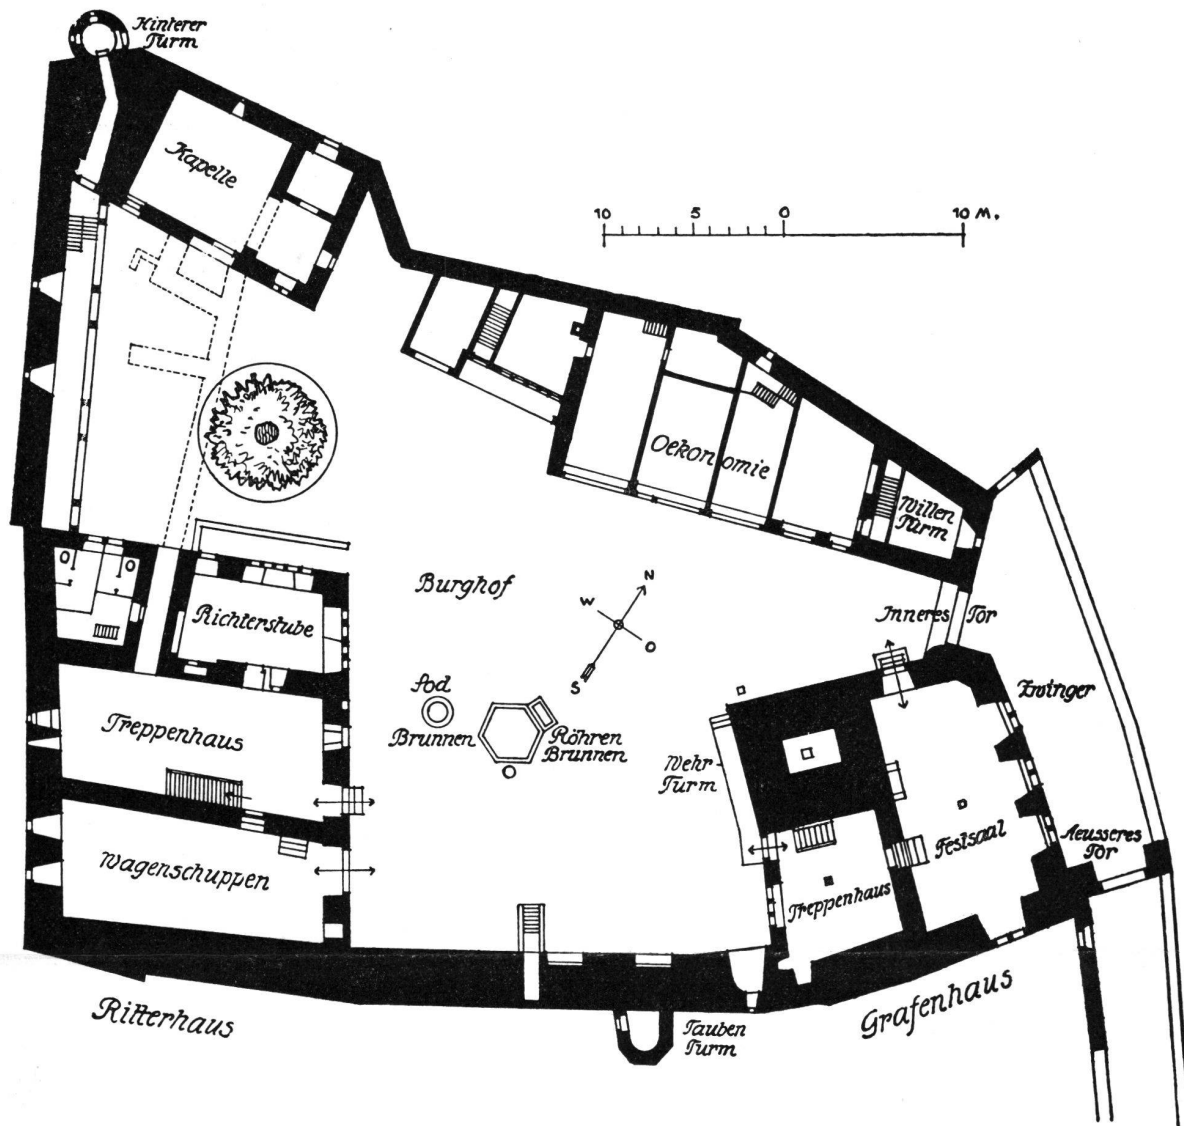 Hinterer
Turm
Kapelle
10 5 0 10 M.
Oekonomie
Willen
Turm
Burghof
N
W
O
S
Inneres Tor
Richterstube
Zwinger
Sod
Brunnen
Röhren
Brunnen
Treppenhaus
Wehr
Turm
Festsaal
Aeusseres
Tor
Wagenschuppen
Treppenhaus
Ritterhaus
Tauben
Turm
Grafenhaus